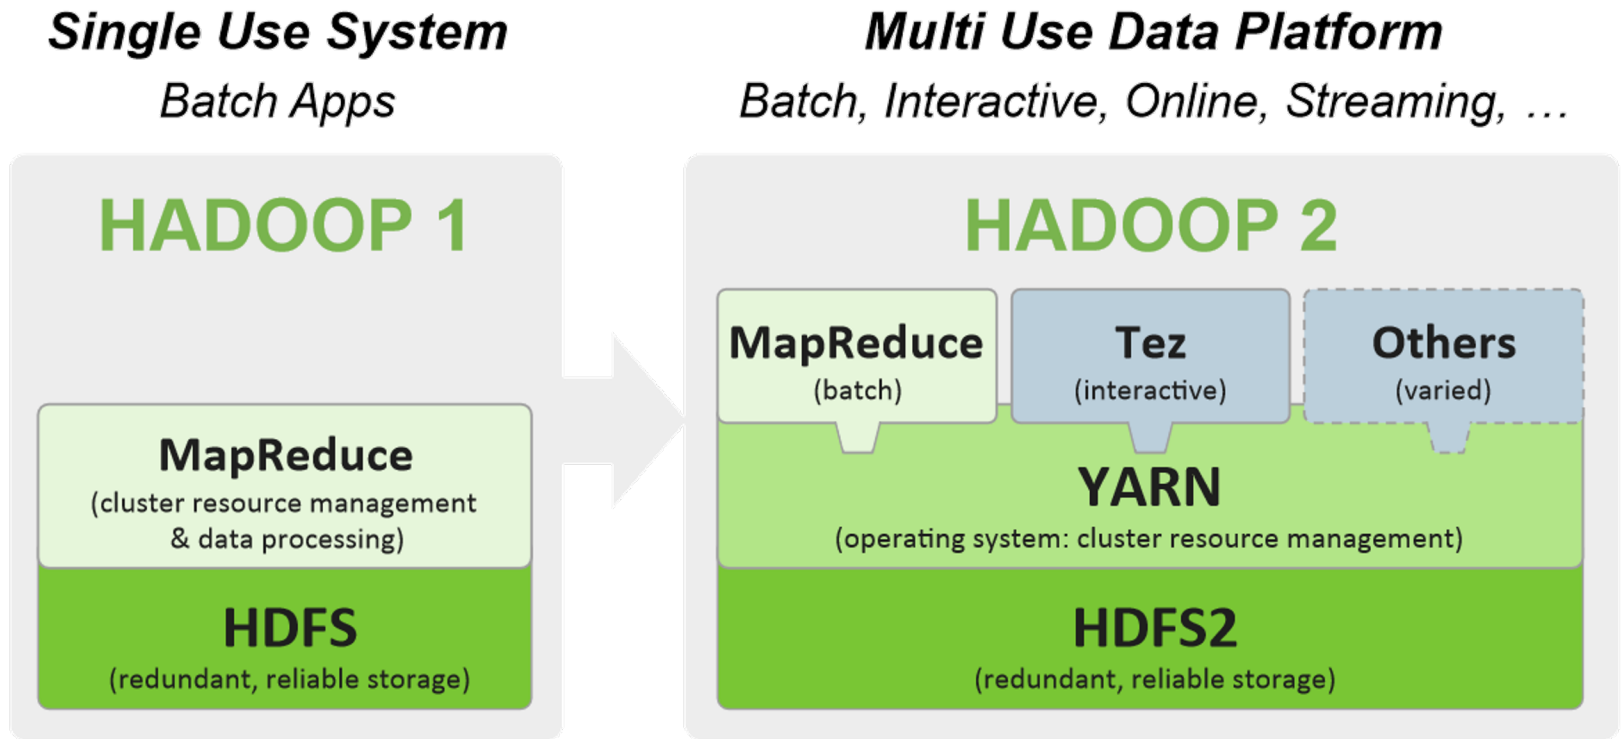 Single Use System
Batch Apps
HADOOP 1
MapReduce
(cluster resource management
& data processing)
HDFS
(redundant, reliable storage)
Multi Use Data Platform
Batch, Interactive, Online, Streaming, …
HADOOP 2
MapReduce
(batch)
Tez
(interactive)
Others
(varied)
YARN
(operating system: cluster resource management)
HDFS2
(redundant, reliable storage)